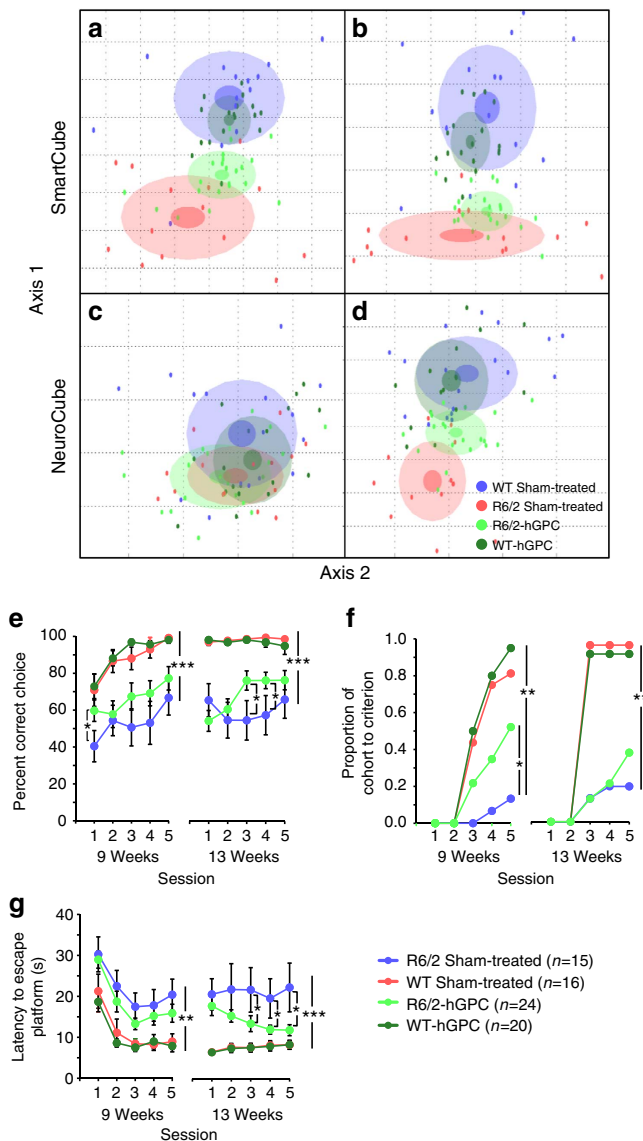 a
b
SmartCube
Axis 1
c
d
NeuroCube
WT Sham-treated
R6/2 Sham-treated
R6/2-hGPC
WT-hGPC
Axis 2
e
Percent correct choice
100
80
60
40
20
0
***
*
***
*
*
1 2 3 4 5
1 2 3 4 5
9 Weeks
13 Weeks
Session
f
Proportion of
cohort to criterion
1.0
0.8
0.6
0.4
0.2
0.0
**
*
1 2 3 4 5
1 2 3 4 5
9 Weeks
13 Weeks
Session
g
Latency to escape
platform (s)
40
30
20
10
0
**
*
*
*
***
1 2 3 4 5
1 2 3 4 5
9 Weeks
13 Weeks
Session
R6/2 Sham-treated (n=15)
WT Sham-treated (n=16)
R6/2-hGPC (n=24)
WT-hGPC (n=20)